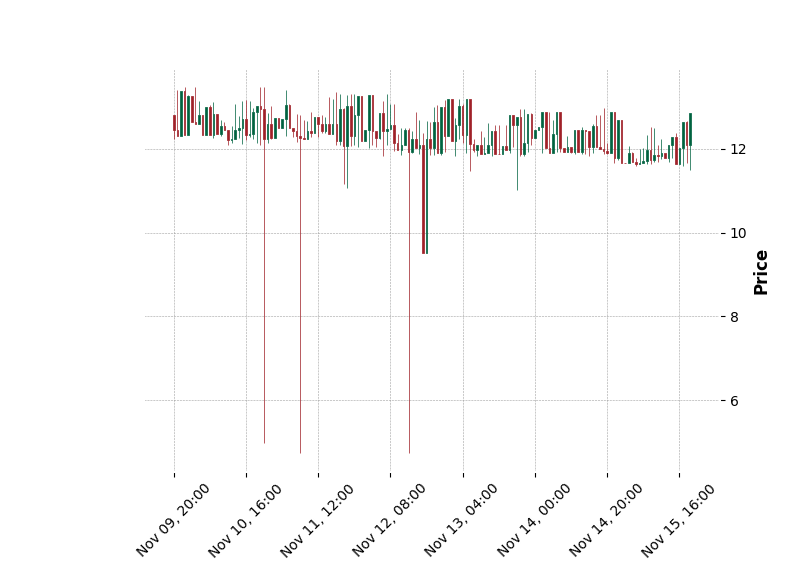 12
10
8
6
Price
Nov 09, 20:00
Nov 10, 16:00
Nov 11, 12:00
Nov 12, 08:00
Nov 13, 04:00
Nov 14, 00:00
Nov 14, 20:00
Nov 15, 16:00